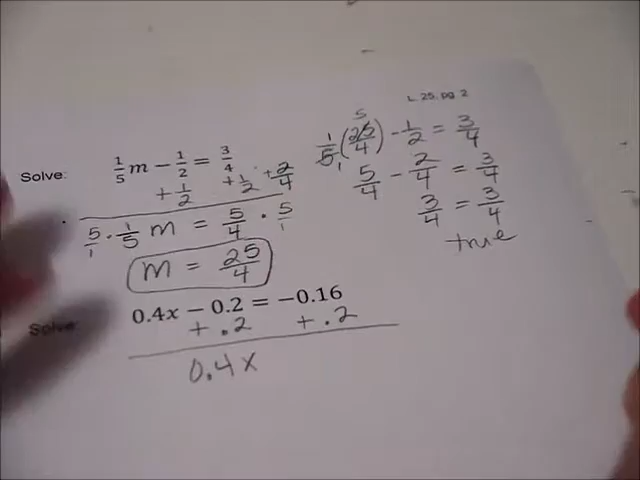 L. 25, pg. 2
Solve: 1/5 m − 1/2 = 3/4
+ 1/2 + 1/2 + 2/4
5/1 · 1/5 m = 5/4 · 5/1
m = 25/4
1/5 (25/4) - 1/2 = 3/4
5 1
5/4 - 2/4 = 3/4
3/4 = 3/4
true
Solve: 0.4x − 0.2 = −0.16
+ .2 + .2
0.4x